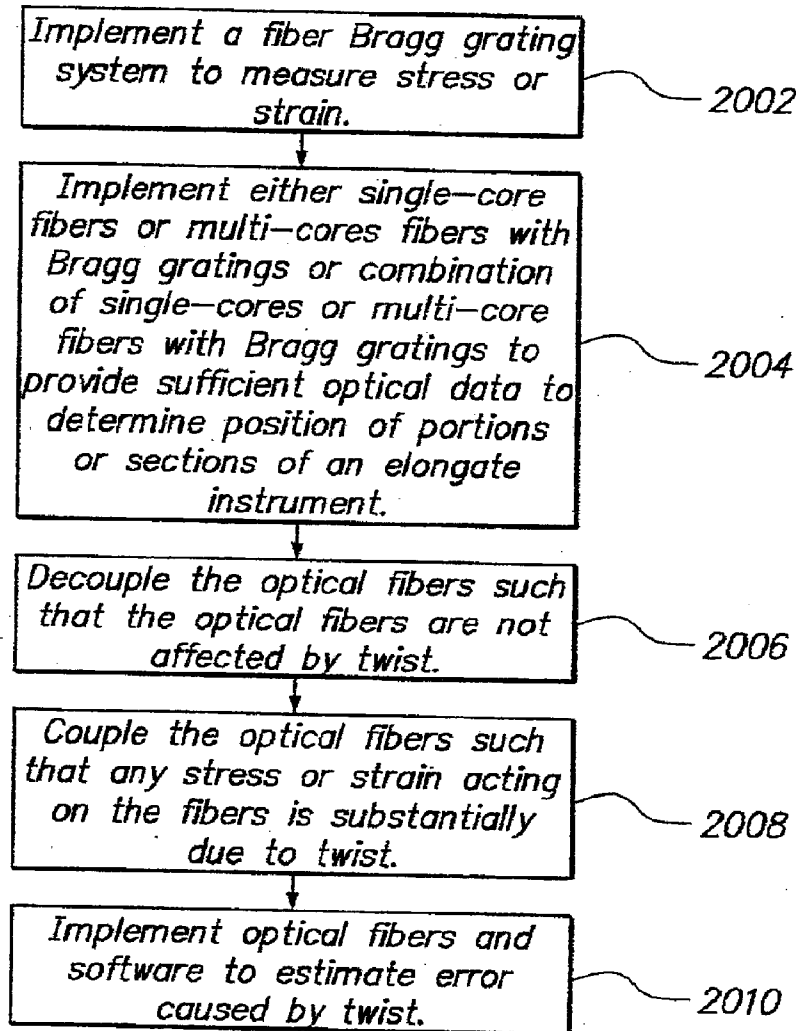 Implement a fiber Bragg grating
system to measure stress or
strain.
2002
Implement either single-core
fibers or multi-cores fibers with
Bragg gratings or combination
of single-cores or multi-core
fibers with Bragg gratings to
provide sufficient optical data to
determine position of portions
or sections of an elongate
instrument.
2004
Decouple the optical fibers such
that the optical fibers are not
affected by twist.
2006
Couple the optical fibers such
that any stress or strain acting
on the fibers is substantially
due to twist.
2008
Implement optical fibers and
software to estimate error
caused by twist.
2010